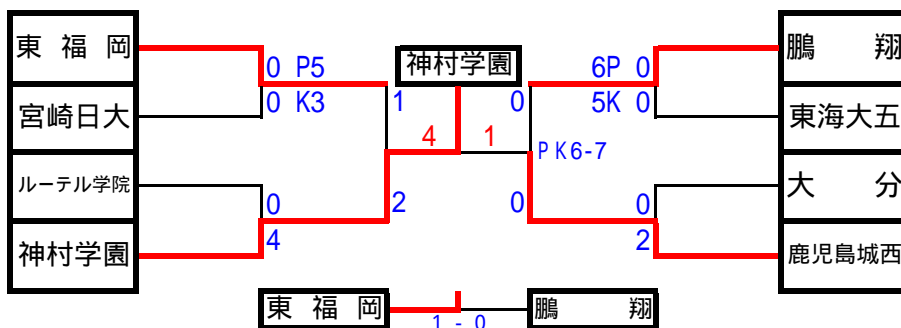 東 福 岡
0 P5
神村学園
6P 0
鵬 翔
宮崎日大
0 K3
1
0
5K 0
東海大五
4
1
PK6-7
ルーテル学院
0
2
0
0
大 分
神村学園
4
2
鹿児島城西
東 福 岡
1 - 0
鵬 翔